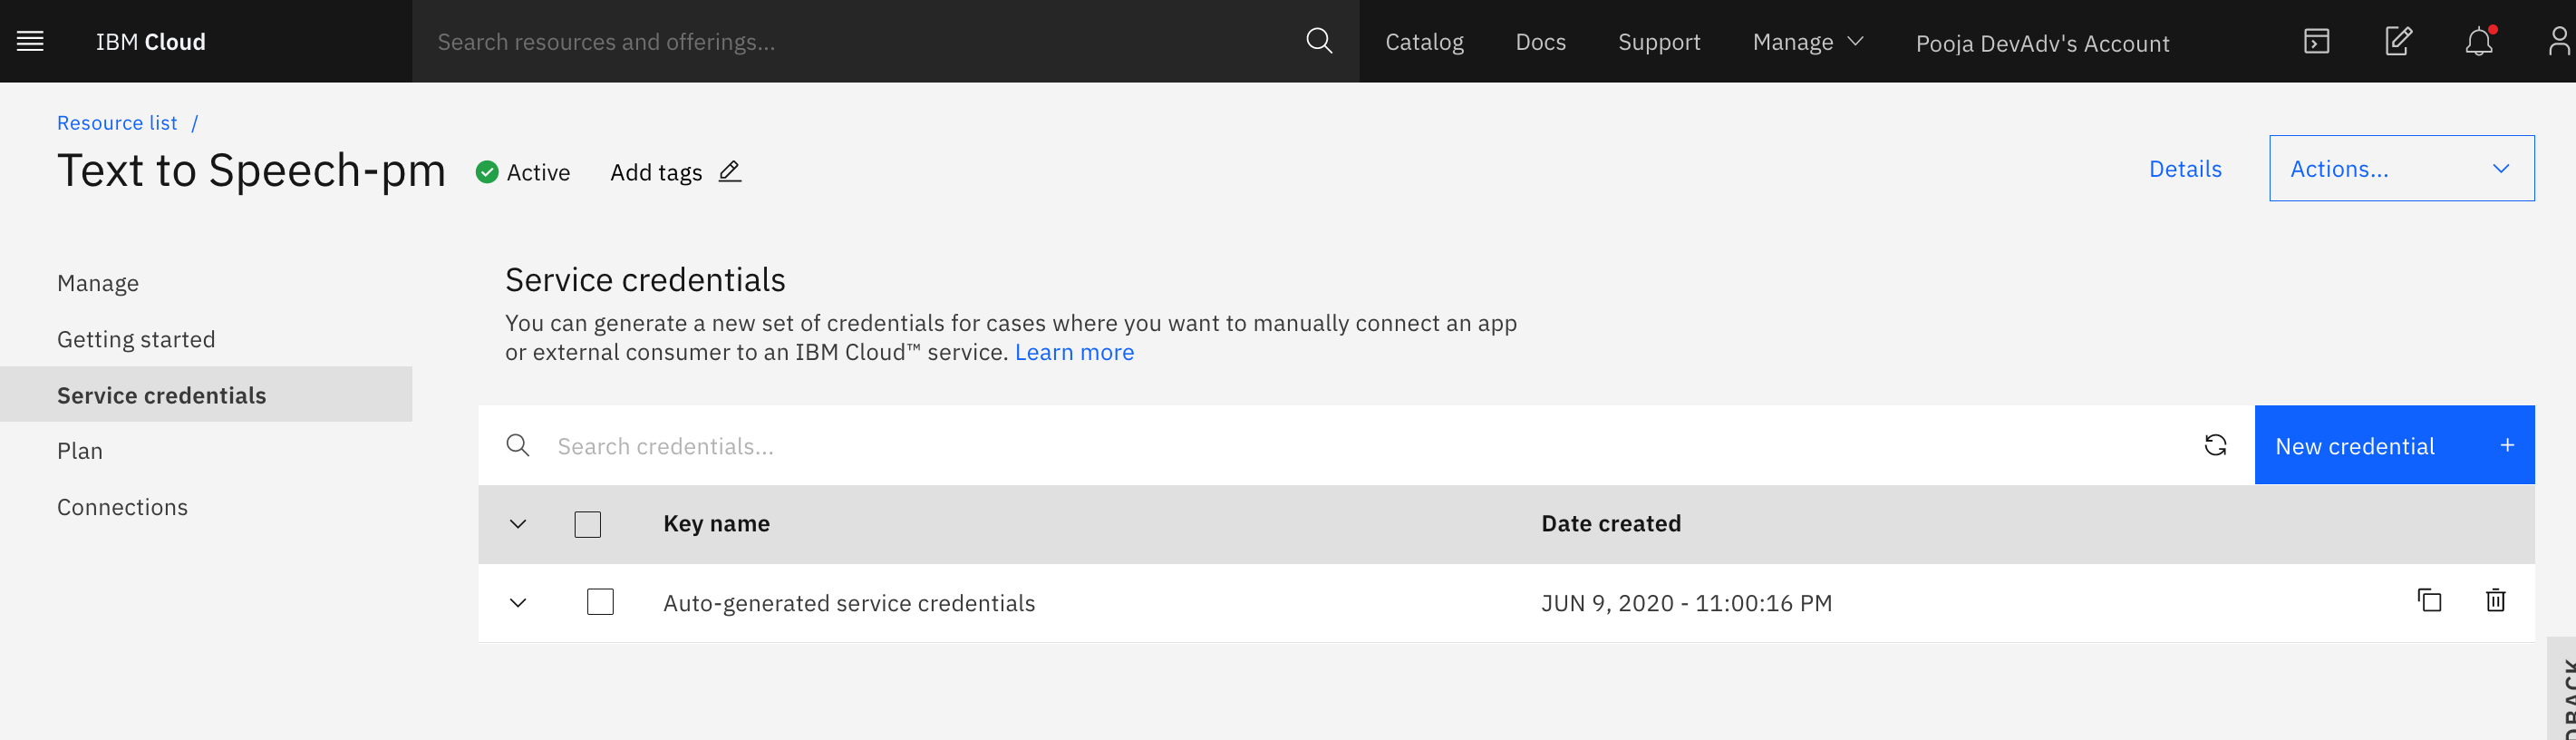 IBM Cloud
Search resources and offerings...
Catalog
Docs
Support
Manage
Pooja DevAdv's Account
Resource list /
Text to Speech-pm
Active
Add tags
Details
Actions...
Manage
Getting started
Service credentials
Plan
Connections
Service credentials
You can generate a new set of credentials for cases where you want to manually connect an app
or external consumer to an IBM Cloud™ service. Learn more
Search credentials...
New credential +
Key name
Date created
Auto-generated service credentials
JUN 9, 2020 - 11:00:16 PM